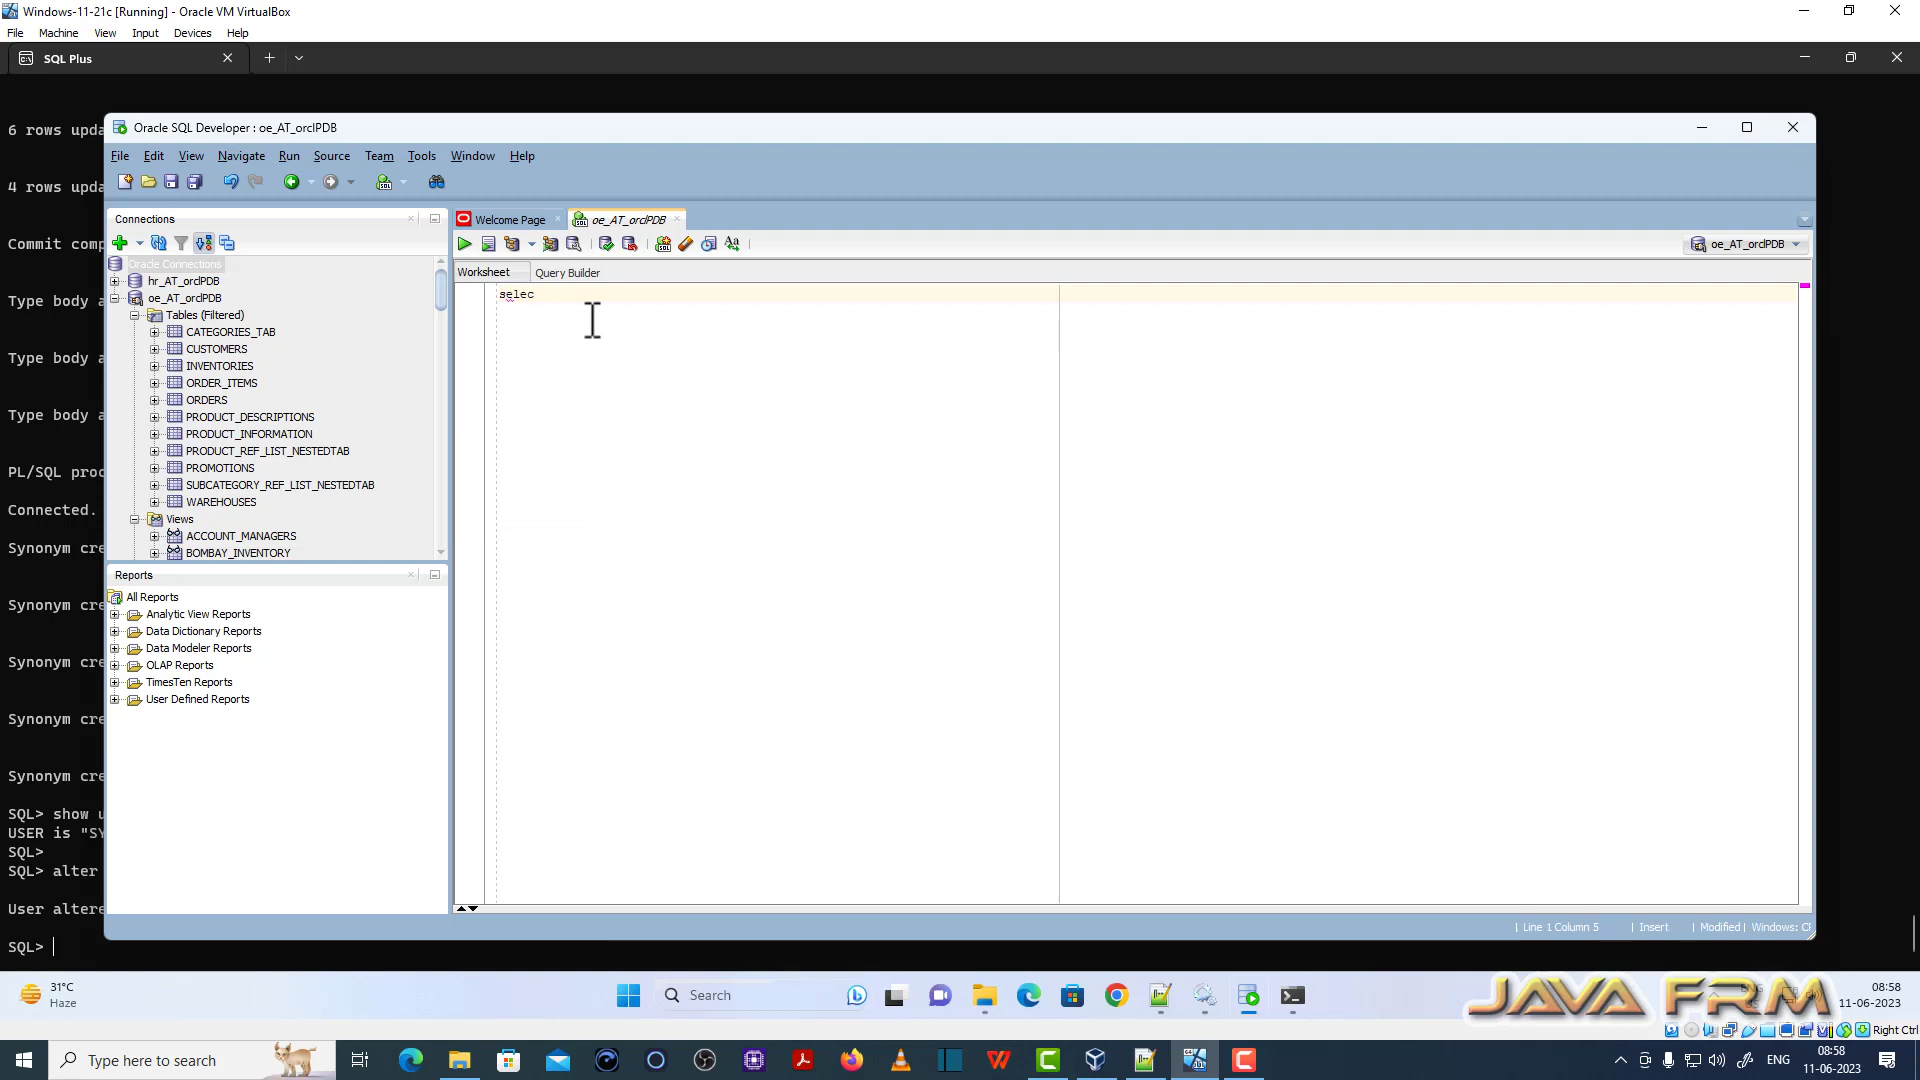 Windows-11-21c [Running] - Oracle VM VirtualBox
File Machine View Input Devices Help
SQL Plus
6 rows upda
4 rows upda
Commit comp
Type body a
Type body a
Type body a
PL/SQL proc
Connected.
Synonym cre
Synonym cre
Synonym cre
Synonym cre
Synonym cre
SQL> show u
USER is "SY
SQL>
SQL> alter
User altere
SQL>
Oracle SQL Developer : oe_AT_orclPDB
File Edit View Navigate Run Source Team Tools Window Help
Connections
Oracle Connections
hr_AT_orclPDB
oe_AT_orclPDB
Tables (Filtered)
CATEGORIES_TAB
CUSTOMERS
INVENTORIES
ORDER_ITEMS
ORDERS
PRODUCT_DESCRIPTIONS
PRODUCT_INFORMATION
PRODUCT_REF_LIST_NESTEDTAB
PROMOTIONS
SUBCATEGORY_REF_LIST_NESTEDTAB
WAREHOUSES
Views
ACCOUNT_MANAGERS
BOMBAY_INVENTORY
Reports
All Reports
Analytic View Reports
Data Dictionary Reports
Data Modeler Reports
OLAP Reports
TimesTen Reports
User Defined Reports
Welcome Page oe_AT_orclPDB
oe_AT_orclPDB
Worksheet Query Builder
selec
Line 1 Column 5 Insert Modified Windows: CR
31°C
Haze
Search
JAVA FRM
08:58
11-06-2023
Right Ctrl
Type here to search
ENG
08:58
11-06-2023